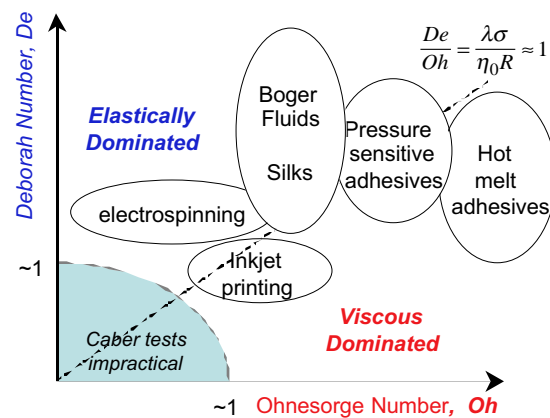 Deborah Number, De
De/Oh = λσ/η₀R ≈ 1
Elastically
Dominated
Boger
Fluids
Silks
Pressure
sensitive
adhesives
Hot
melt
adhesives
electrospinning
Inkjet
printing
~1
Caber tests
impractical
Viscous
Dominated
~1
Ohnesorge Number, Oh